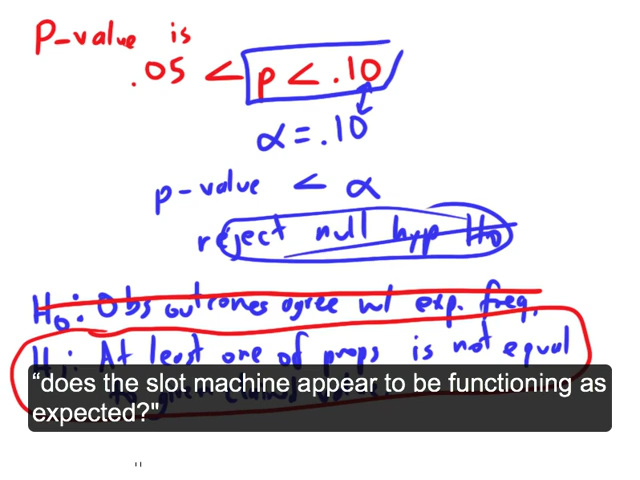 P-value is
.05 < p < .10
α = .10
p-value < α
reject null hyp H₀
H₀: Obs outcomes agree w/ exp. freq.
H₁: At least one of props is not equal
“does the slot machine appear to be functioning as
expected?"
"